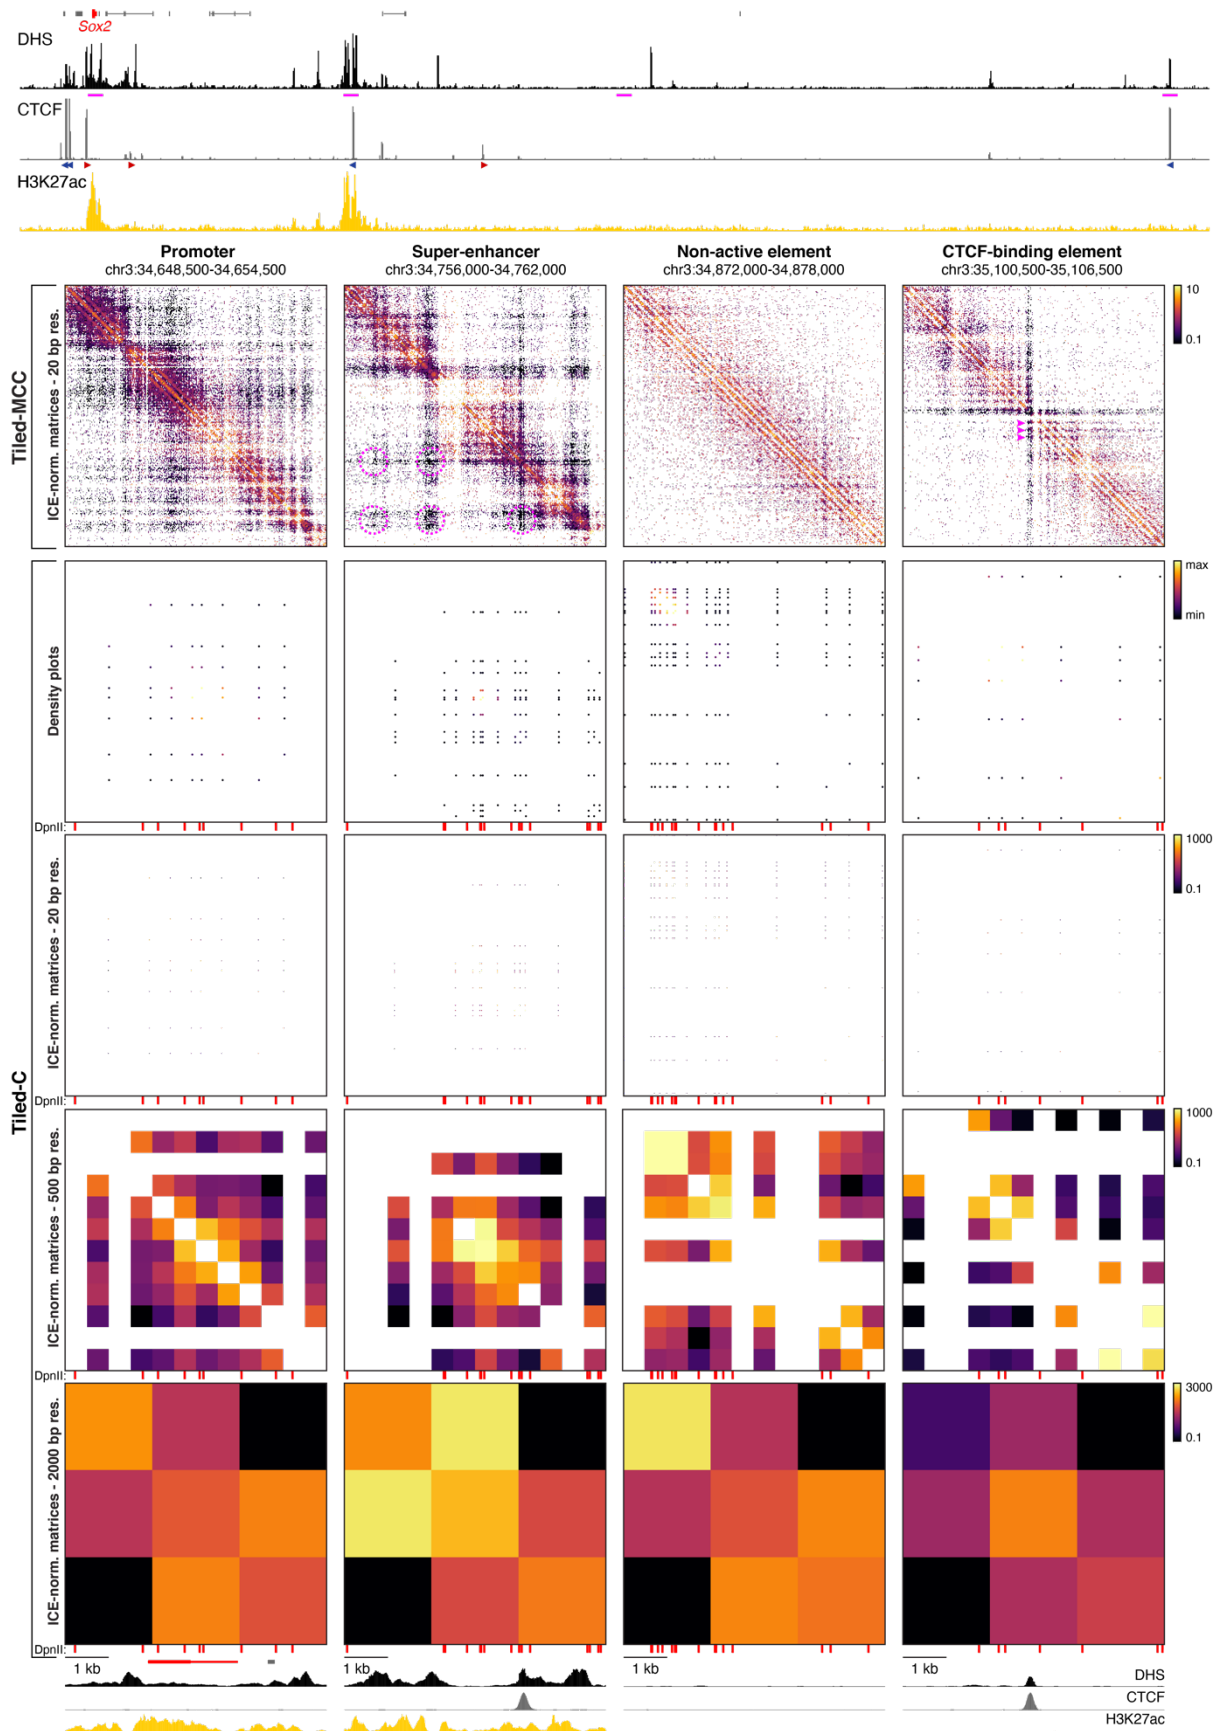 Sox2
DHS
CTCF
H3K27ac
Promoter
chr3:34,648,500-34,654,500
Super-enhancer
chr3:34,756,000-34,762,000
Non-active element
chr3:34,872,000-34,878,000
CTCF-binding element
chr3:35,100,500-35,106,500
Tiled-MCC
ICE-norm. matrices - 20 bp res.
10
0.1
Tiled-C
Density plots
max
min
DpnII:
ICE-norm. matrices - 20 bp res.
1000
0.1
DpnII:
ICE-norm. matrices - 500 bp res.
1000
0.1
DpnII:
ICE-norm. matrices - 2000 bp res.
3000
0.1
DpnII:
1 kb
1 kb
1 kb
1 kb
DHS
CTCF
H3K27ac